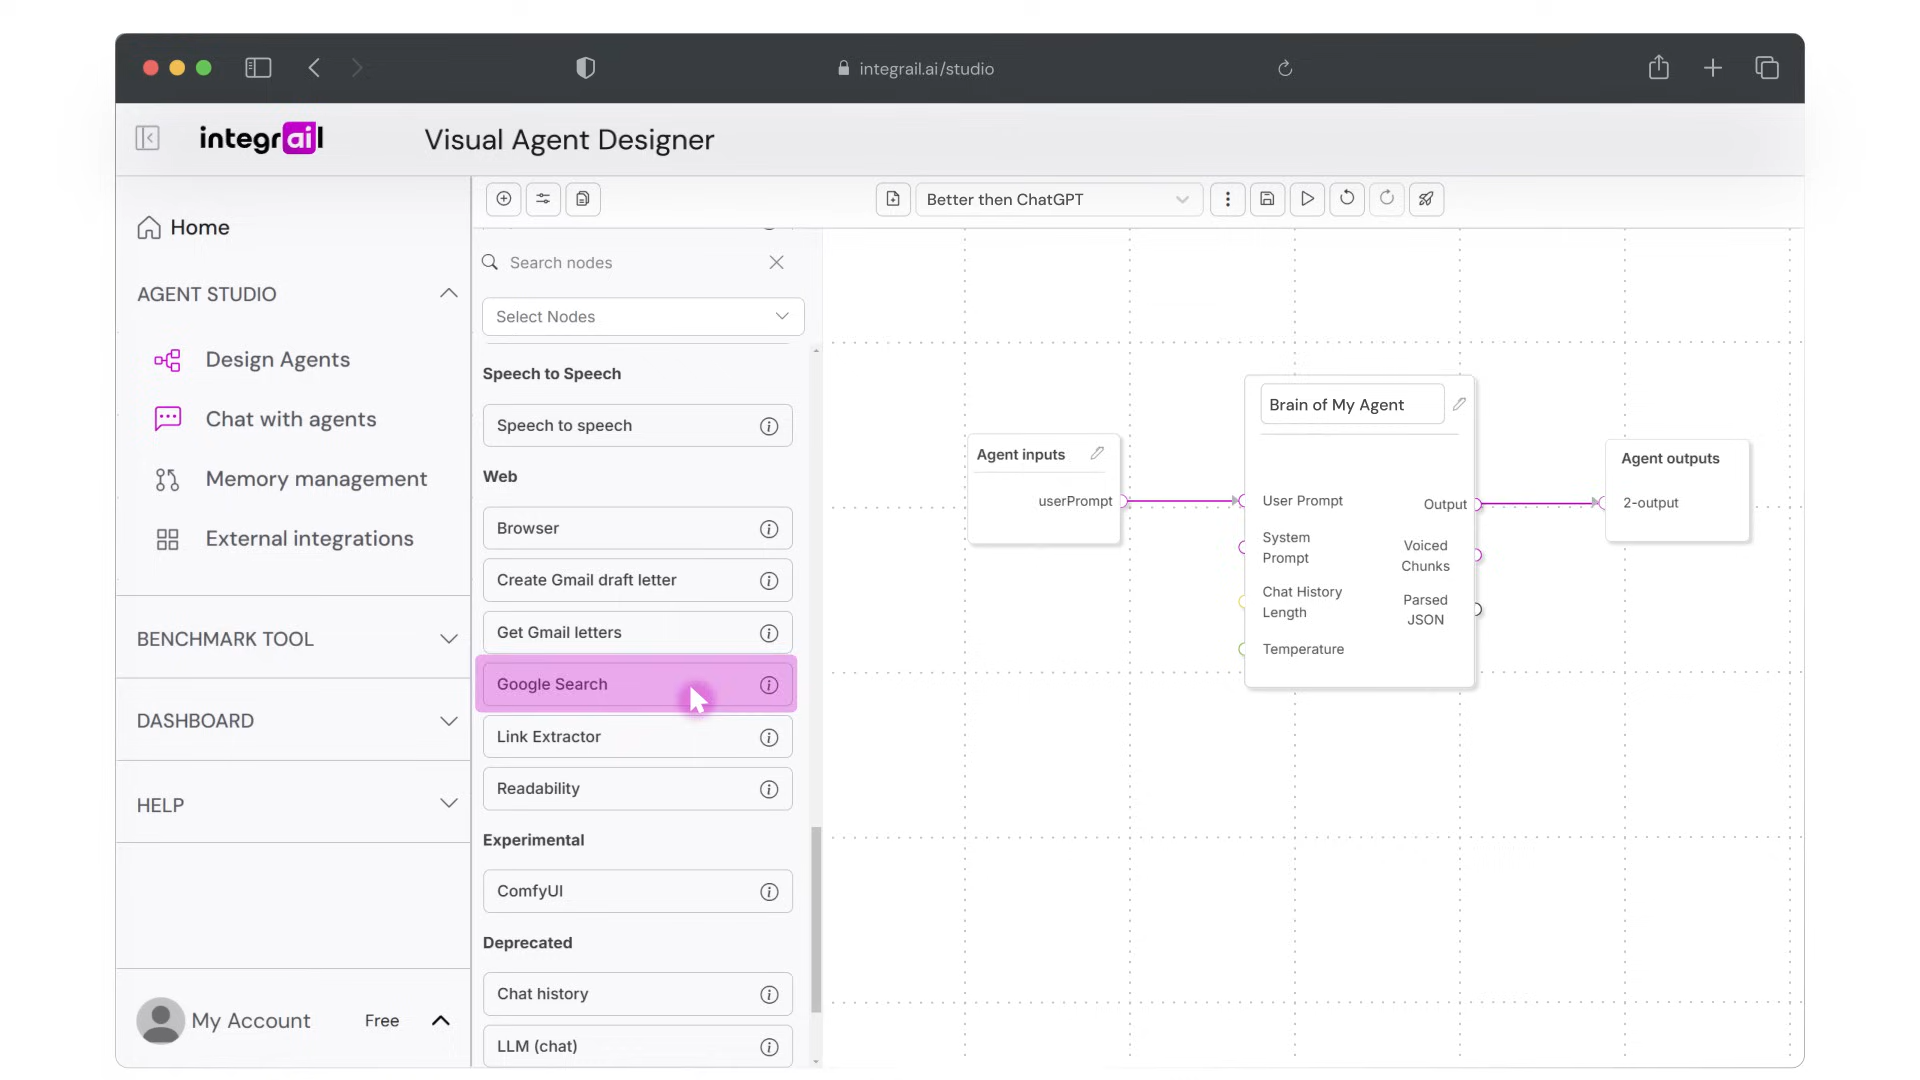 integrail.ai/studio
integrail
Visual Agent Designer
Home
AGENT STUDIO
Design Agents
Chat with agents
Memory management
External integrations
BENCHMARK TOOL
DASHBOARD
HELP
My Account
Free
Better then ChatGPT
Search nodes
Select Nodes
Speech to Speech
Speech to speech
Web
Browser
Create Gmail draft letter
Get Gmail letters
Google Search
Link Extractor
Readability
Experimental
ComfyUI
Deprecated
Chat history
LLM (chat)
Agent inputs
userPrompt
Brain of My Agent
User Prompt
System
Prompt
Chat History
Length
Temperature
Output
Voiced
Chunks
Parsed
JSON
Agent outputs
2-output